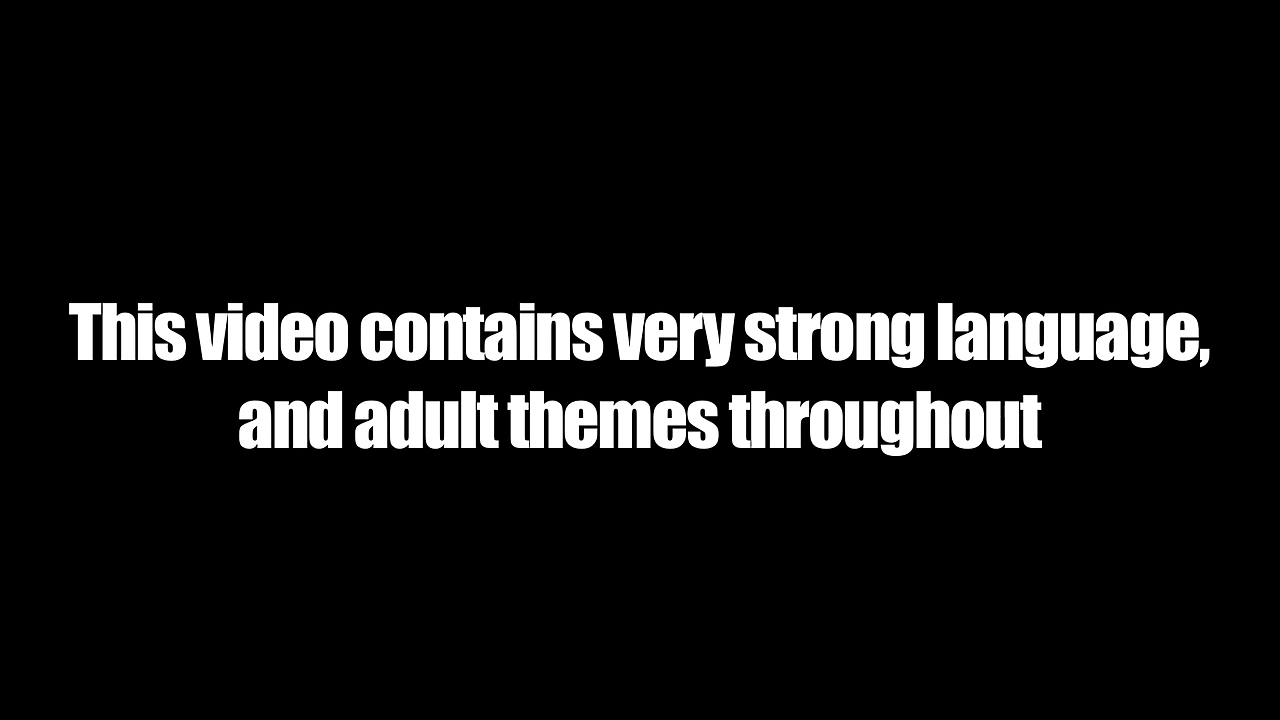 This video contains very strong language,
and adult themes throughout